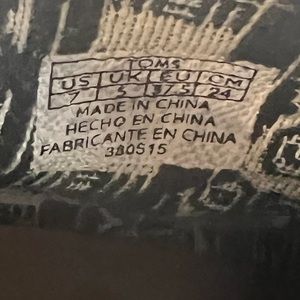 TOMS
US UK EU CM
7 5 37.5 24
MADE IN CHINA
HECHO EN CHINA
FABRICANTE EN CHINA
380515